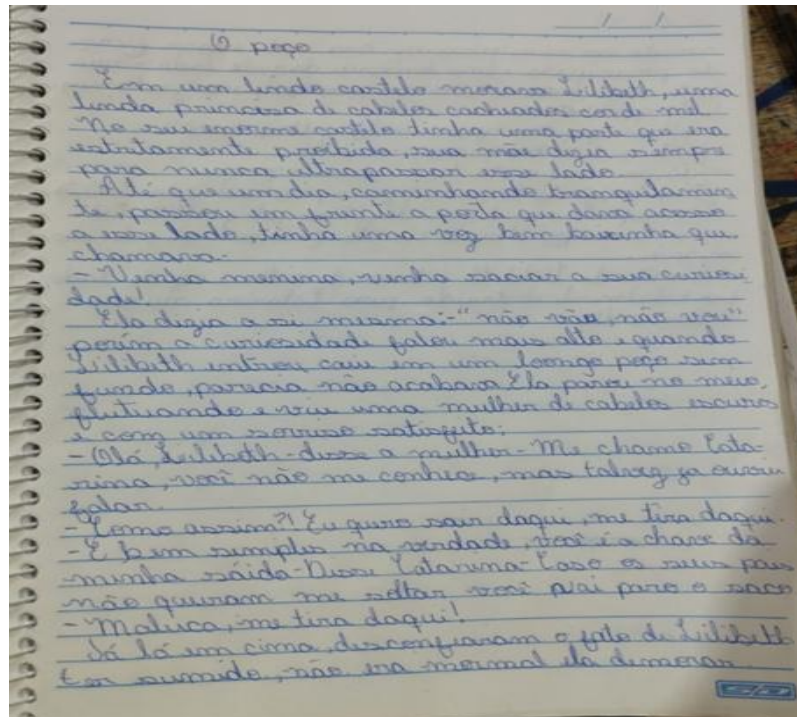 / /
O poço
Em um lindo castelo morava Lilibeth, uma
linda princesa de cabelos cacheados cor de mel.
No seu enorme castelo tinha uma parte que era
estritamente proibida, sua mãe dizia sempre
para nunca ultrapassar esse lado.
Até que um dia, caminhando tranquilamen
te, passou em frente a porta que dava acesso
a esse lado, tinha uma voz bem baixinha que
chamava:
- Venha menina, venha saciar a sua curiosi
dade!
Ela dizia a si mesma:-"não vou, não vou"
porém a curiosidade falou mais alto e quando
Lilibeth entrou caiu em um loongo poço sem
fundo, parecia não acabar. Ela parou no meio,
flutuando e viu uma mulher de cabelos escuros
e com um sorriso satisfeito:
- Olá, Lilibeth - disse a mulher - Me chamo Cata-
rina, você não me conhece, mas talvez ja ouviu
falar.
- Como assim?! Eu quero sair daqui, me tira daqui.
- É bem simples na verdade, você é a chave da
minha sáida - Disse Catarina - Caso os seus pais
não queiram me soltar você vai para o saco
- Maluca, me tira daqui!
Já lá em cima, desconfiaram o fato de Lilibeth
ter sumido, não era normal ela demorar